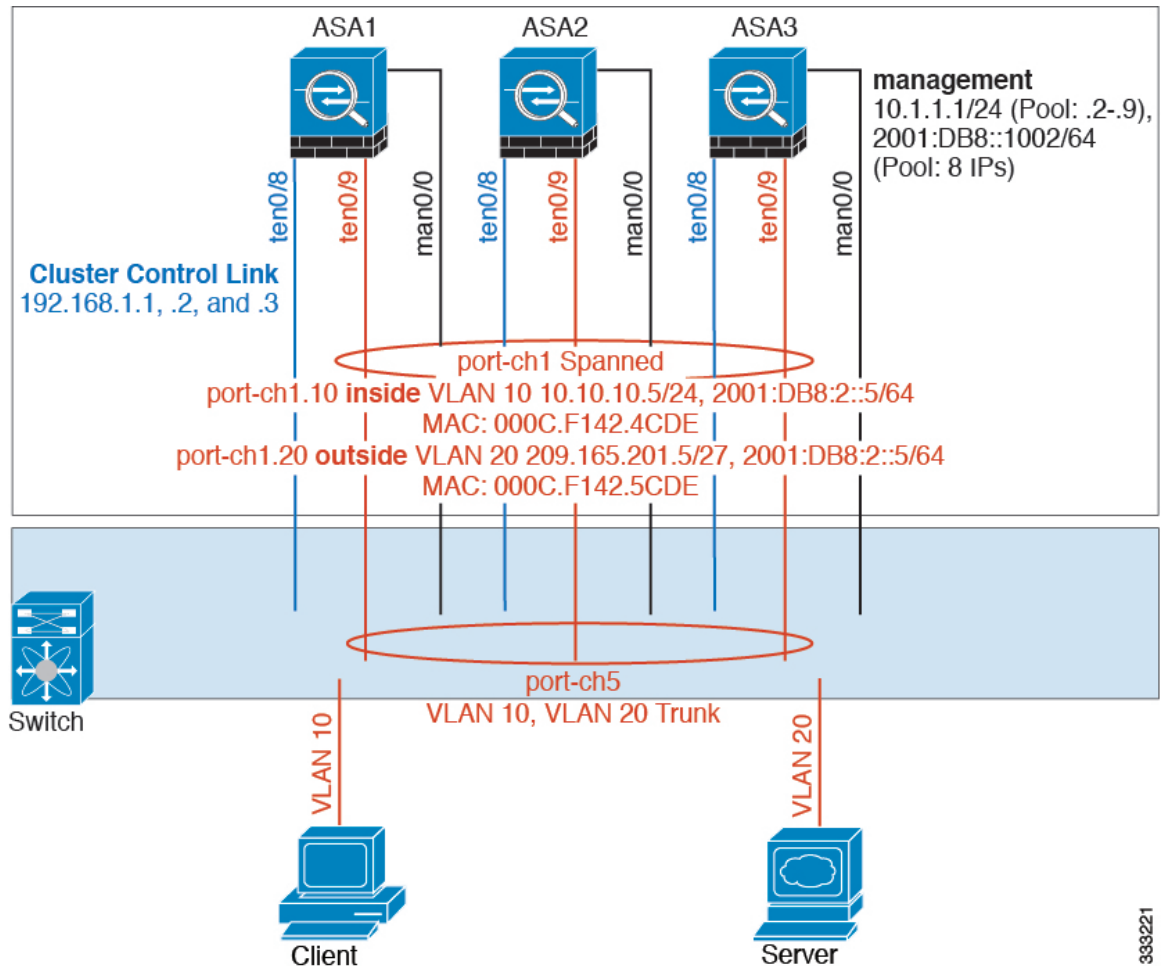 ASA1
ASA2
ASA3
management
10.1.1.1/24 (Pool: .2-.9),
2001:DB8::1002/64
(Pool: 8 IPs)
ten0/8
ten0/9
man0/0
ten0/8
ten0/9
man0/0
ten0/8
ten0/9
man0/0
Cluster Control Link
192.168.1.1, .2, and .3
port-ch1 Spanned
port-ch1.10 inside VLAN 10 10.10.10.5/24, 2001:DB8:2::5/64
MAC: 000C.F142.4CDE
port-ch1.20 outside VLAN 20 209.165.201.5/27, 2001:DB8:2::5/64
MAC: 000C.F142.5CDE
Switch
port-ch5
VLAN 10, VLAN 20 Trunk
VLAN 10
VLAN 20
Client
Server
333221